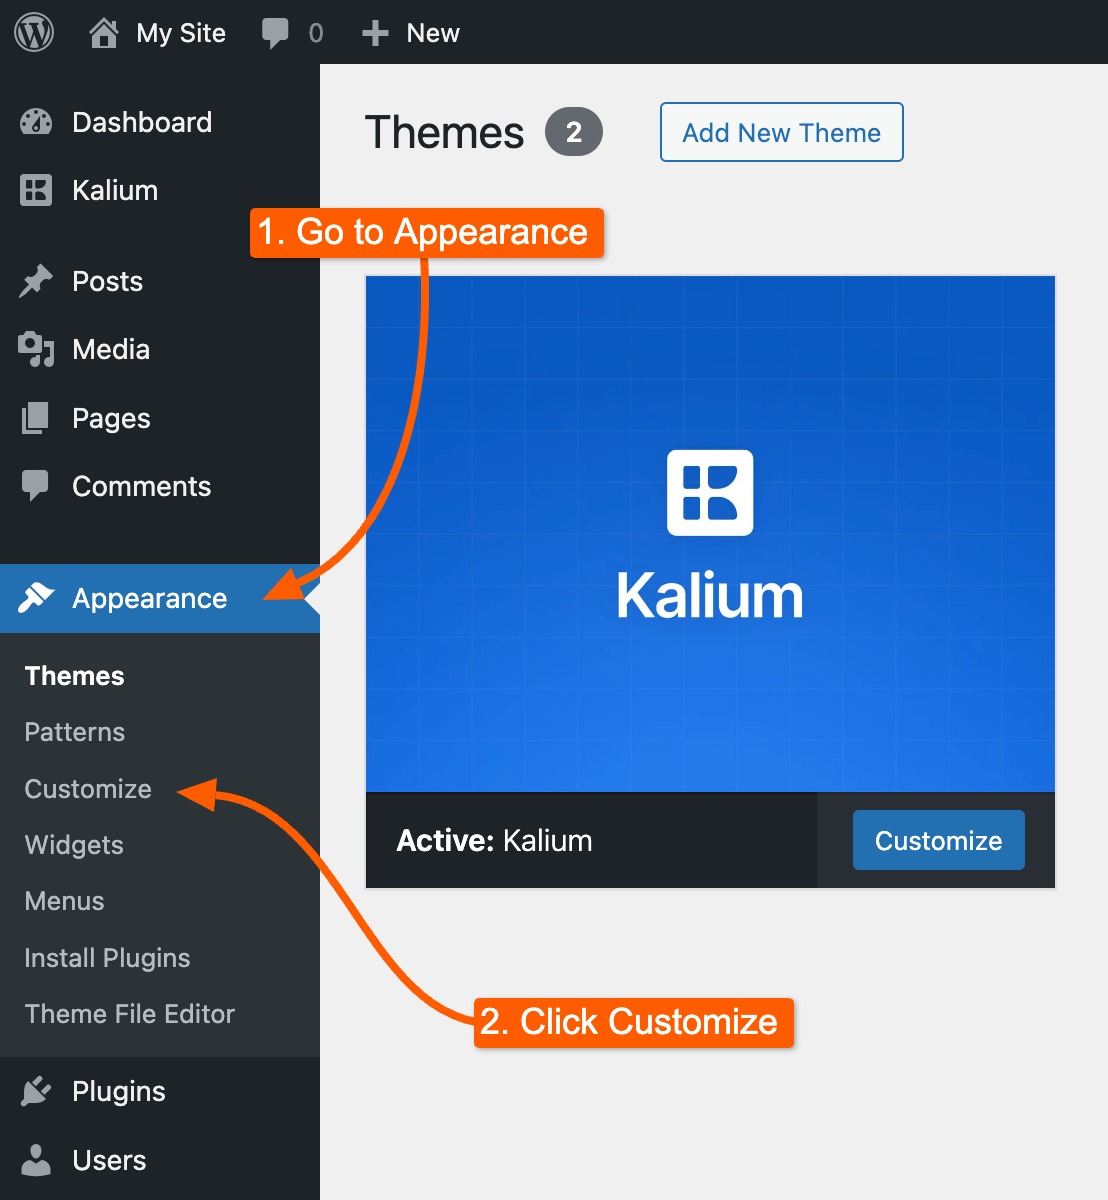 My Site 0 New
Dashboard
Kalium
Posts
Media
Pages
Comments
Appearance
Themes
Patterns
Customize
Widgets
Menus
Install Plugins
Theme File Editor
Plugins
Users
Themes 2 Add New Theme
1. Go to Appearance
Kalium
Active: Kalium Customize
2. Click Customize